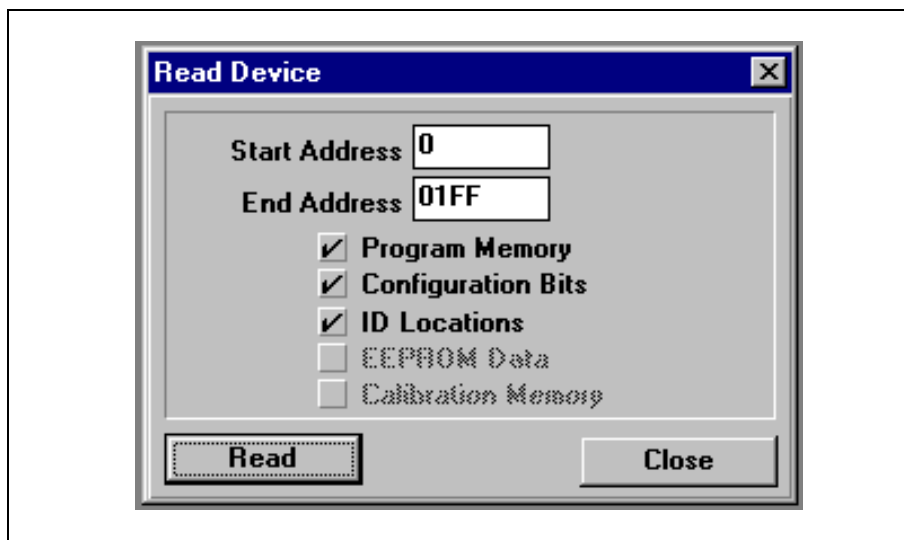 Read Device
Start Address 0
End Address 01FF
Program Memory
Configuration Bits
ID Locations
EEPROM Data
Calibration Memory
Read Close